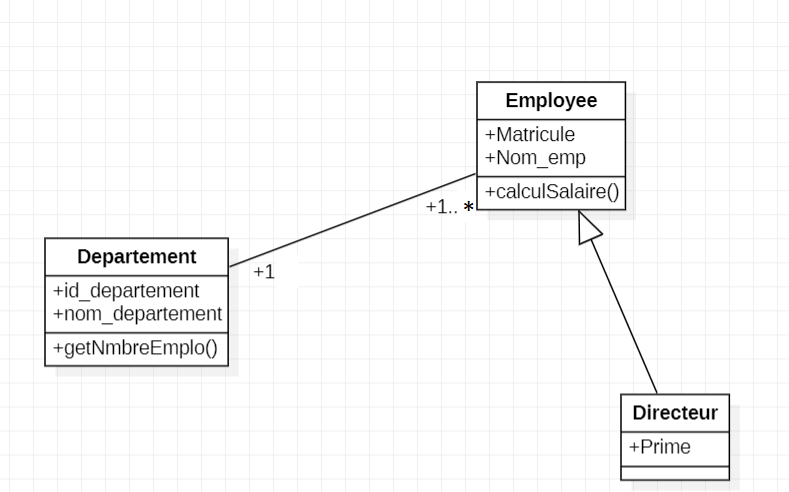 Employee
+Matricule
+Nom_emp
+calculSalaire()
+1..*
Departement
+1
+id_departement
+nom_departement
+getNmbreEmplo()
Directeur
+Prime